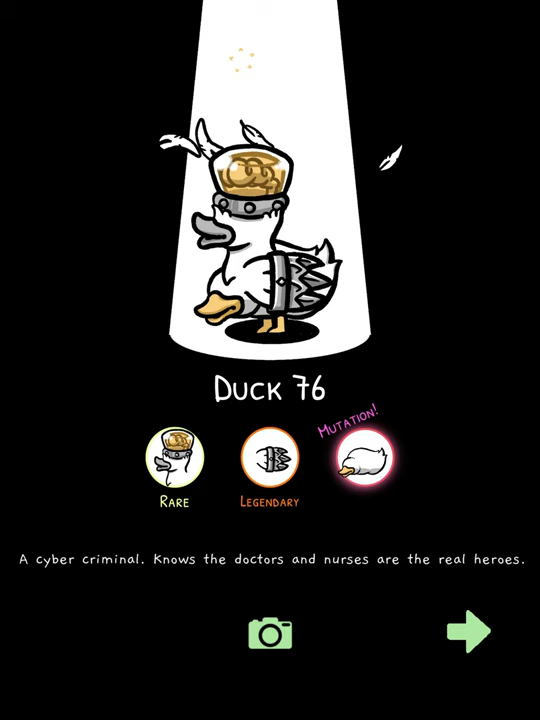 Duck 76
Mutation!
Rare
Legendary
A cyber criminal. Knows the doctors and nurses are the real heroes.